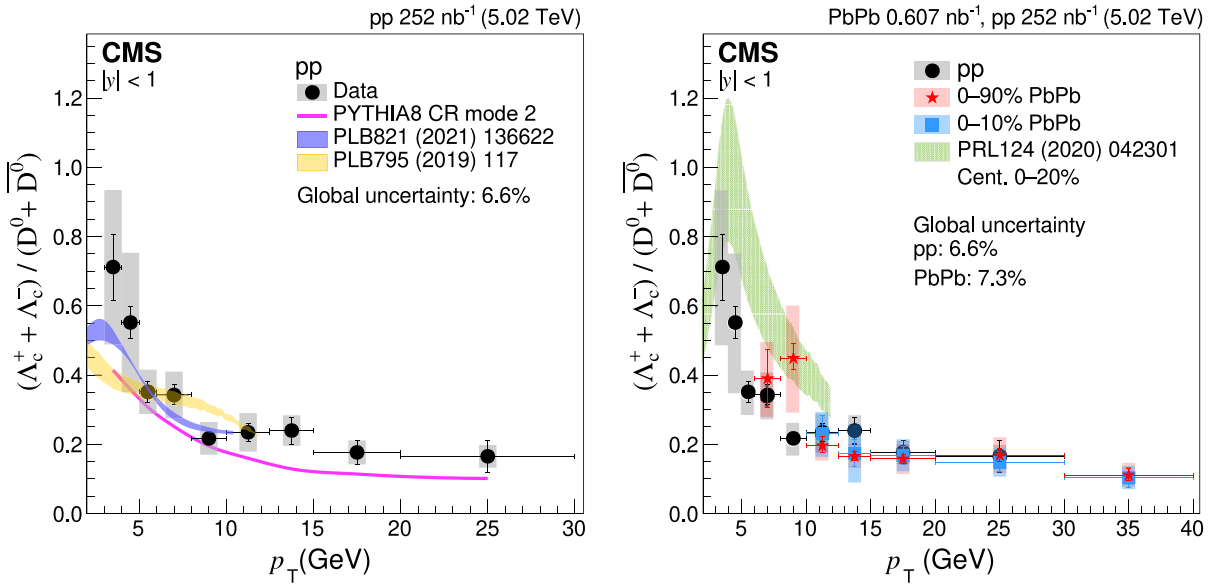 pp 252 nb⁻¹ (5.02 TeV)
CMS
|y| < 1
pp
Data
PYTHIA8 CR mode 2
PLB821 (2021) 136622
PLB795 (2019) 117
Global uncertainty: 6.6%
(Λc⁺ + Λc⁻) / (D⁰ + D̅⁰)
1.2
1.0
0.8
0.6
0.4
0.2
0.0
5 10 15 20 25 30
pT (GeV)
PbPb 0.607 nb⁻¹, pp 252 nb⁻¹ (5.02 TeV)
CMS
|y| < 1
pp
0–90% PbPb
0–10% PbPb
PRL124 (2020) 042301
Cent. 0–20%
Global uncertainty
pp: 6.6%
PbPb: 7.3%
(Λc⁺ + Λc⁻) / (D⁰ + D̅⁰)
1.2
1.0
0.8
0.6
0.4
0.2
0.0
5 10 15 20 25 30 35 40
pT (GeV)